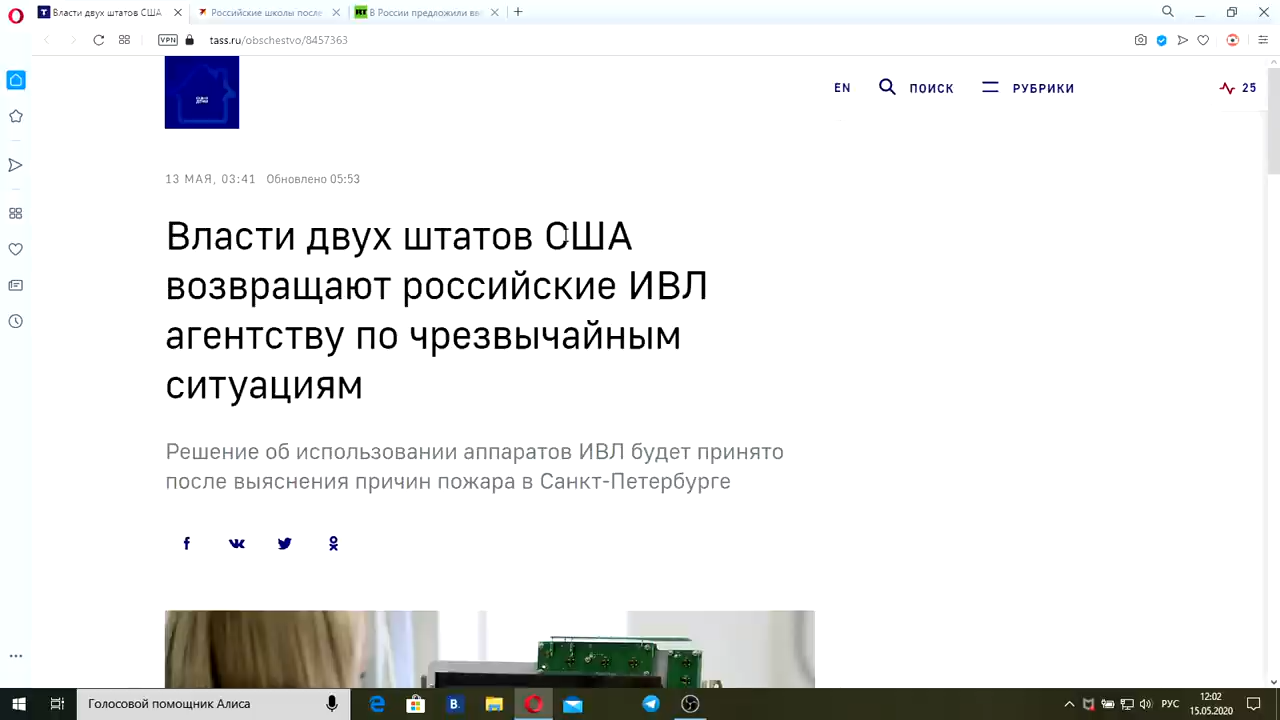 Власти двух штатов США
Российские школы после
В России предложили вве
VPN
tass.ru/obschestvo/8457363
EN
ПОИСК
РУБРИКИ
25
13 МАЯ, 03:41 Обновлено 05:53
Власти двух штатов США
возвращают российские ИВЛ
агентству по чрезвычайным
ситуациям
Решение об использовании аппаратов ИВЛ будет принято
после выяснения причин пожара в Санкт-Петербурге
Голосовой помощник Алиса
B.
РУС
12:02
15.05.2020